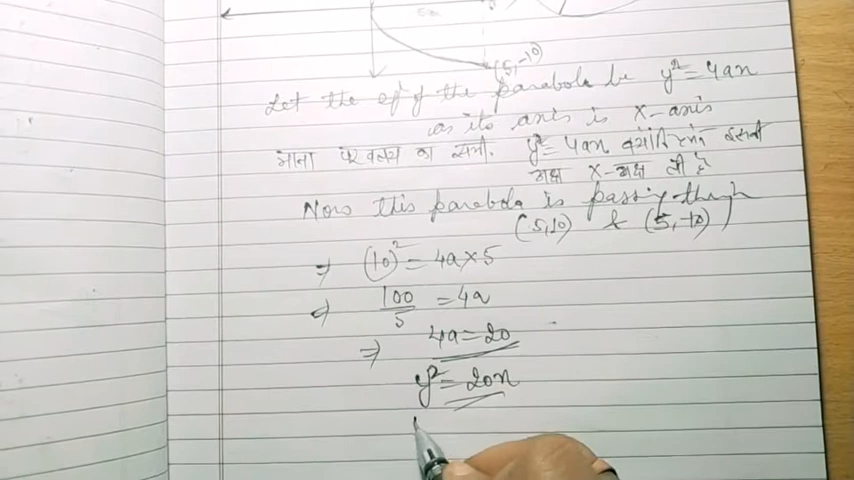 (5,-10)
Let the eqⁿ of the parabola be y² = 4ax
as its axis is x-axis
माना परवलय का समी. y² = 4ax क्योंकि इसकी
अक्ष x-अक्ष ली है
Now this parabola is passing through
(5,10) & (5,-10)
⇒ (10)² = 4a×5
⇒ 100/5 = 4a
⇒ 4a = 20
y² = 20x